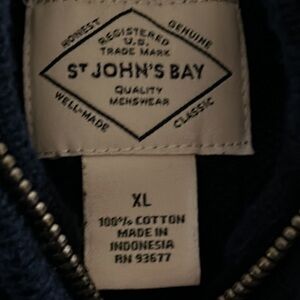 HONEST
GENUINE
REGISTERED
U.S.
TRADE MARK
ST JOHN'S BAY
QUALITY
MENSWEAR
WELL-MADE
CLASSIC
XL
100% COTTON
MADE IN
INDONESIA
RN 93677